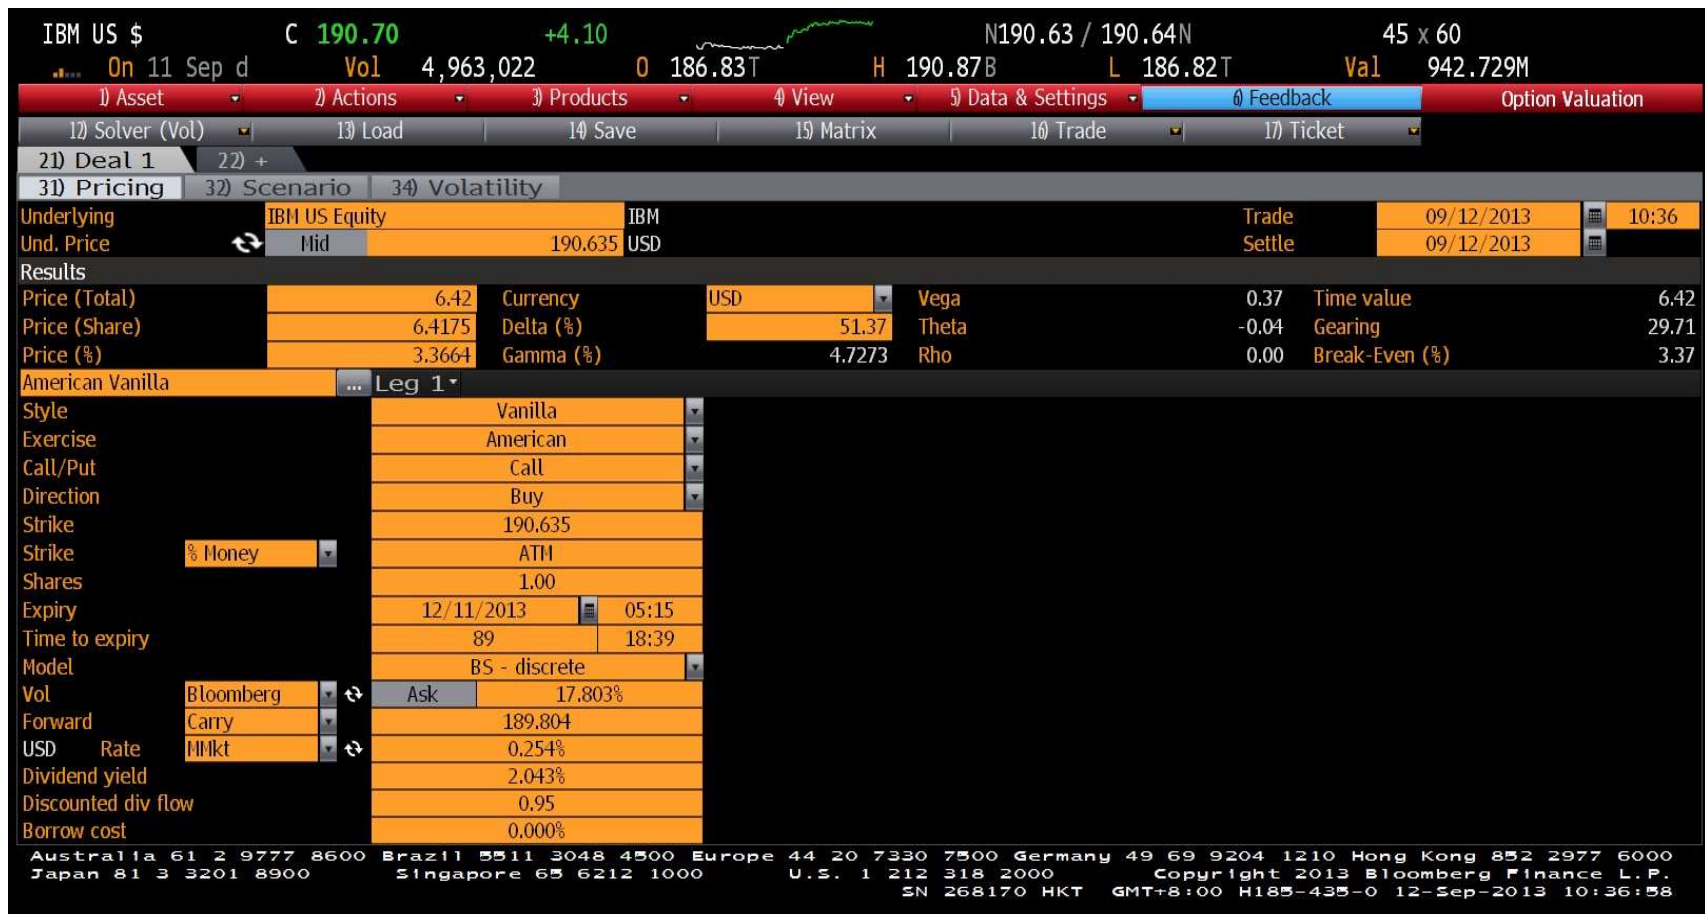 IBM US $ C 190.70 +4.10 N190.63 / 190.64N 45 x 60
On 11 Sep d Vol 4,963,022 O 186.83T H 190.87B L 186.82T Val 942.729M
1) Asset 2) Actions 3) Products 4) View 5) Data & Settings 6) Feedback Option Valuation
12) Solver (Vol) 13) Load 14) Save 15) Matrix 16) Trade 17) Ticket
21) Deal 1 22) +
31) Pricing 32) Scenario 34) Volatility
Underlying IBM US Equity IBM Trade 09/12/2013 10:36
Und. Price Mid 190.635 USD Settle 09/12/2013
Results
Price (Total) 6.42 Currency USD Vega 0.37 Time value 6.42
Price (Share) 6.4175 Delta (%) 51.37 Theta -0.04 Gearing 29.71
Price (%) 3.3664 Gamma (%) 4.7273 Rho 0.00 Break-Even (%) 3.37
American Vanilla ... Leg 1
Style Vanilla
Exercise American
Call/Put Call
Direction Buy
Strike 190.635
Strike % Money ATM
Shares 1.00
Expiry 12/11/2013 05:15
Time to expiry 89 18:39
Model BS - discrete
Vol Bloomberg Ask 17.803%
Forward Carry 189.804
USD Rate MMkt 0.254%
Dividend yield 2.043%
Discounted div flow 0.95
Borrow cost 0.000%
Australia 61 2 9777 8600 Brazil 5511 3048 4500 Europe 44 20 7330 7500 Germany 49 69 9204 1210 Hong Kong 852 2977 6000
Japan 81 3 3201 8900 Singapore 65 6212 1000 U.S. 1 212 318 2000 Copyright 2013 Bloomberg Finance L.P.
SN 268170 HKT GMT+8:00 H185-435-0 12-Sep-2013 10:36:58